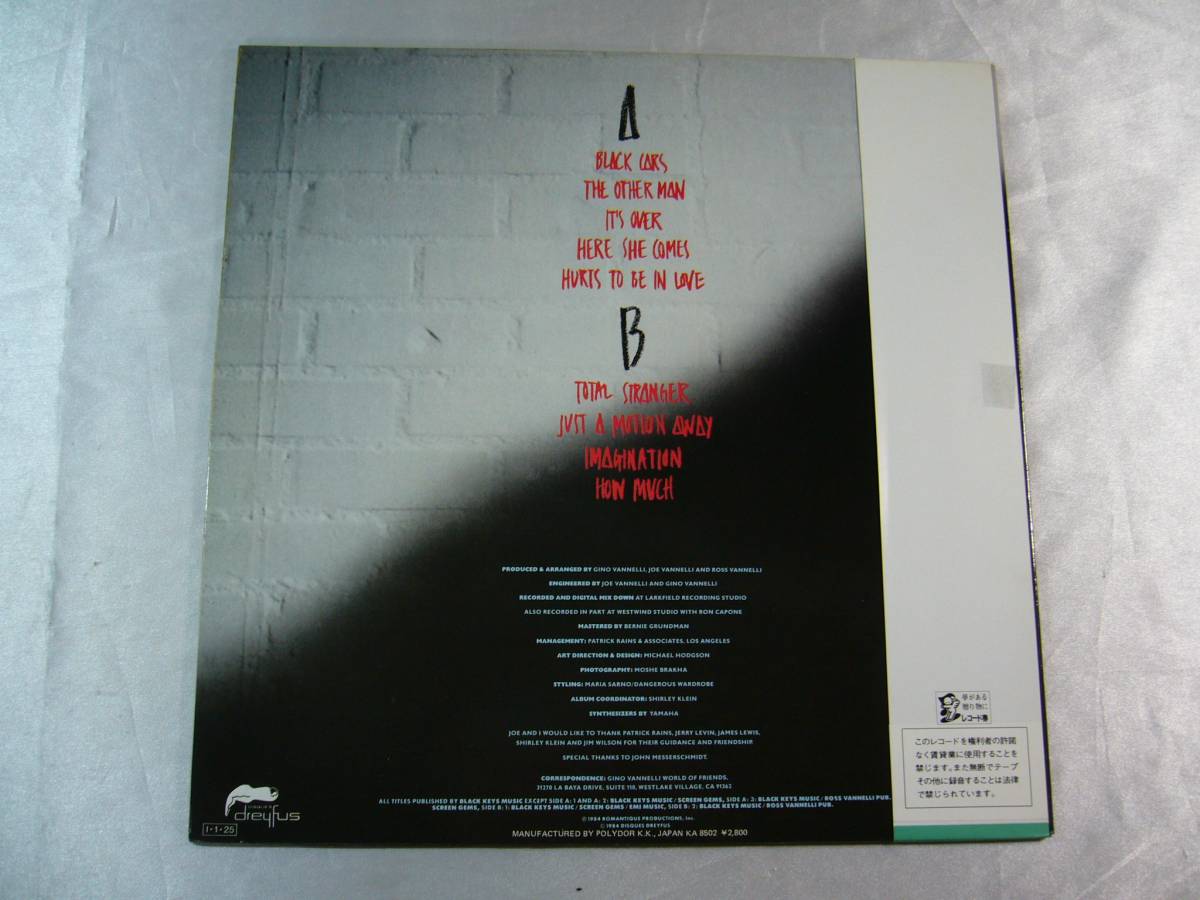 A
BLACK CARS
THE OTHER MAN
IT'S OVER
HERE SHE COMES
HURTS TO BE IN LOVE
B
TOTAL STRANGER
JUST A MOTION AWAY
IMAGINATION
HOW MUCH
PRODUCED & ARRANGED BY GINO VANNELLI, JOE VANNELLI AND ROSS VANNELLI
ENGINEERED BY JOE VANNELLI AND GINO VANNELLI
RECORDED AND DIGITAL MIX DOWN AT LARKFIELD RECORDING STUDIO
ALSO RECORDED IN PART AT WESTWIND STUDIO WITH RON CAPONE
MASTERED BY BERNIE GRUNDMAN
MANAGEMENT: PATRICK RAINS & ASSOCIATES, LOS ANGELES
ART DIRECTION & DESIGN: MICHAEL HODGSON
PHOTOGRAPHY: MOSHE BRAKHA
STYLING: MARIA SARNO/DANGEROUS WARDROBE
ALBUM COORDINATOR: SHIRLEY KLEIN
SYNTHESIZERS BY YAMAHA
JOE AND I WOULD LIKE TO THANK PATRICK RAINS, JERRY LEVIN, JAMES LEWIS,
SHIRLEY KLEIN AND JIM WILSON FOR THEIR GUIDANCE AND FRIENDSHIP.
SPECIAL THANKS TO JOHN MESSERSCHMIDT.
CORRESPONDENCE: GINO VANNELLI WORLD OF FRIENDS,
31270 LA BAYA DRIVE, SUITE 110, WESTLAKE VILLAGE, CA 91362
ALL TITLES PUBLISHED BY BLACK KEYS MUSIC EXCEPT SIDE A: 1 AND A: 2: BLACK KEYS MUSIC / SCREEN GEMS, SIDE A: 3: BLACK KEYS MUSIC / ROSS VANNELLI PUB.
SCREEN GEMS, SIDE B: 1: BLACK KEYS MUSIC / SCREEN GEMS / EMI MUSIC, SIDE B: 2: BLACK KEYS MUSIC / ROSS VANNELLI PUB.
© 1984 ROMANTIQUE PRODUCTIONS, Inc.
© 1984 DISQUES DREYFUS
MANUFACTURED BY POLYDOR K.K., JAPAN KA 8502 ¥2,800
DISQUES
dreyfus
I・1・25
夢がある
贈り物に
レコード券
このレコードを権利者の許諾
なく賃貸業に使用することを
禁じます。また無断でテープ
その他に録音することは法律
で禁じられています。